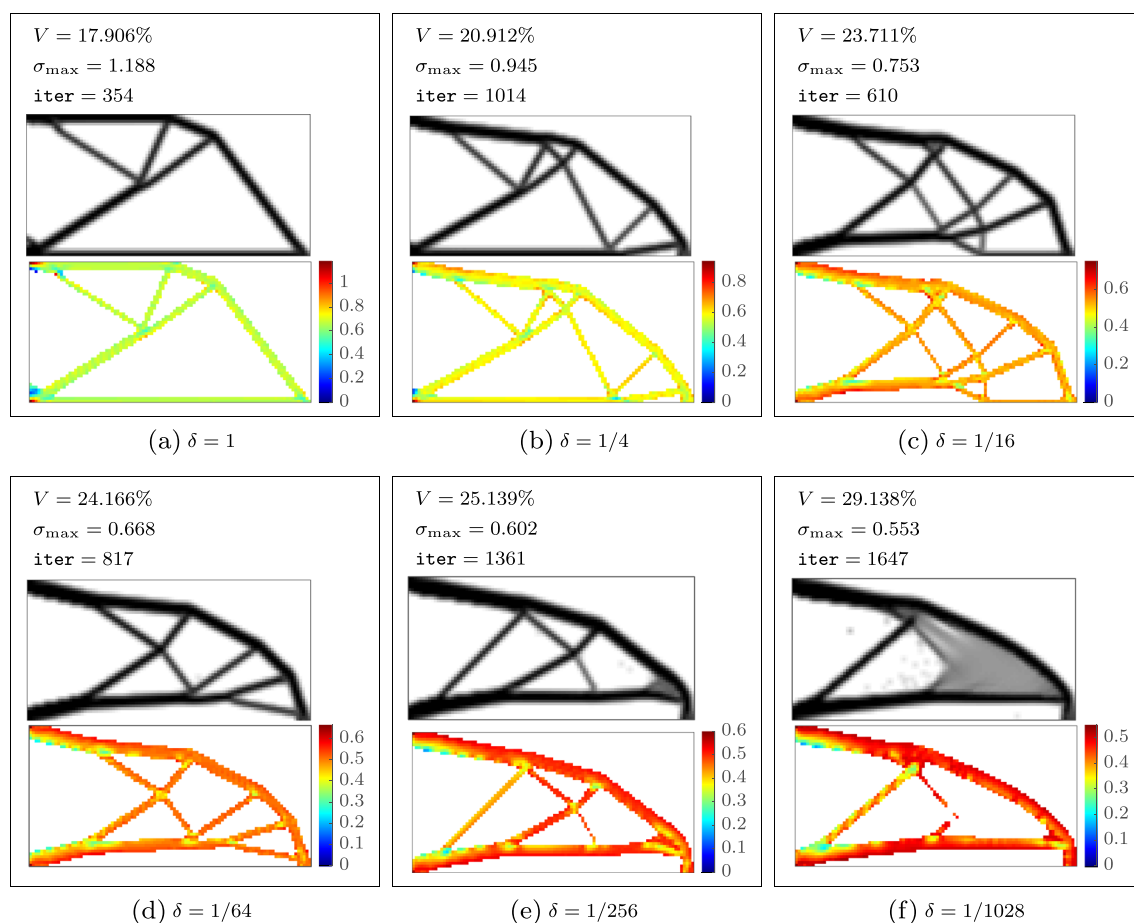 V = 17.906%
σmax = 1.188
iter = 354
1
0.8
0.6
0.4
0.2
0
(a) δ = 1
V = 20.912%
σmax = 0.945
iter = 1014
0.8
0.6
0.4
0.2
0
(b) δ = 1/4
V = 23.711%
σmax = 0.753
iter = 610
0.6
0.4
0.2
0
(c) δ = 1/16
V = 24.166%
σmax = 0.668
iter = 817
0.6
0.5
0.4
0.3
0.2
0.1
0
(d) δ = 1/64
V = 25.139%
σmax = 0.602
iter = 1361
0.6
0.5
0.4
0.3
0.2
0.1
0
(e) δ = 1/256
V = 29.138%
σmax = 0.553
iter = 1647
0.5
0.4
0.3
0.2
0.1
0
(f) δ = 1/1028